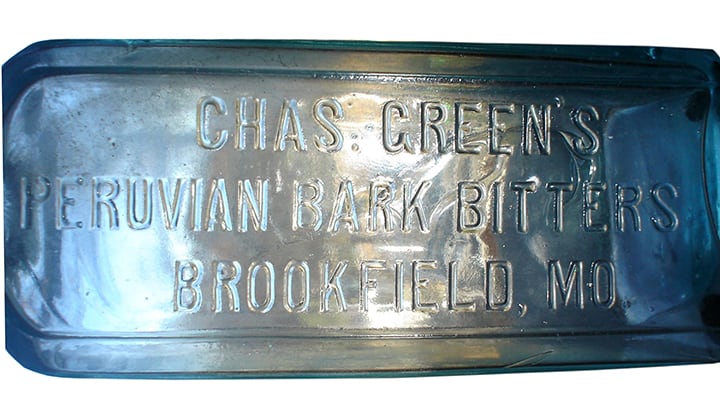 CHAS. GREEN'S
PERUVIAN BARK BITTERS
BROOKFIELD, MO